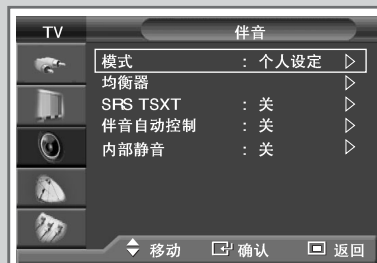 TV 伴音
模式 : 个人设定
均衡器
SRS TSXT : 关
伴音自动控制 : 关
内部静音 : 关
移动 确认 返回